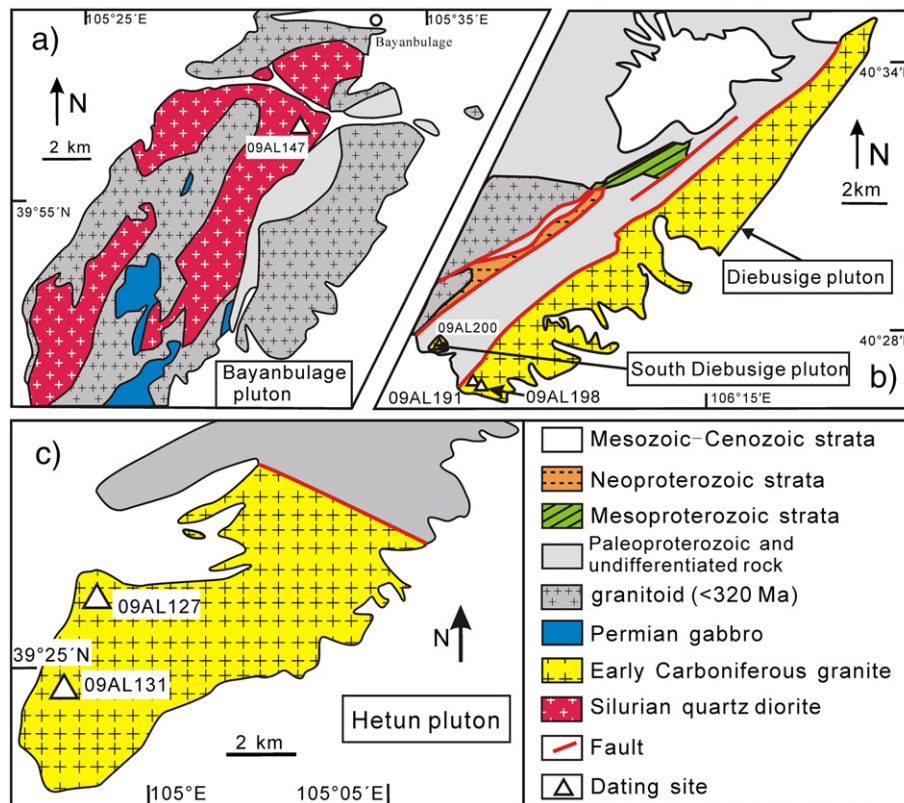 a)
105°25´E
105°35´E
Bayanbulage
N
2 km
09AL147
39°55´N
Bayanbulage
pluton
40°34´N
N
2km
Diebusige pluton
09AL200
40°28´N
South Diebusige pluton
b)
09AL191
09AL198
106°15´E
c)
09AL127
N
39°25´N
09AL131
Hetun pluton
2 km
105°E
105°05´E
Mesozoic-Cenozoic strata
Neoproterozoic strata
Mesoproterozoic strata
Paleoproterozoic and
undifferentiated rock
granitoid (<320 Ma)
Permian gabbro
Early Carboniferous granite
Silurian quartz diorite
Fault
Dating site